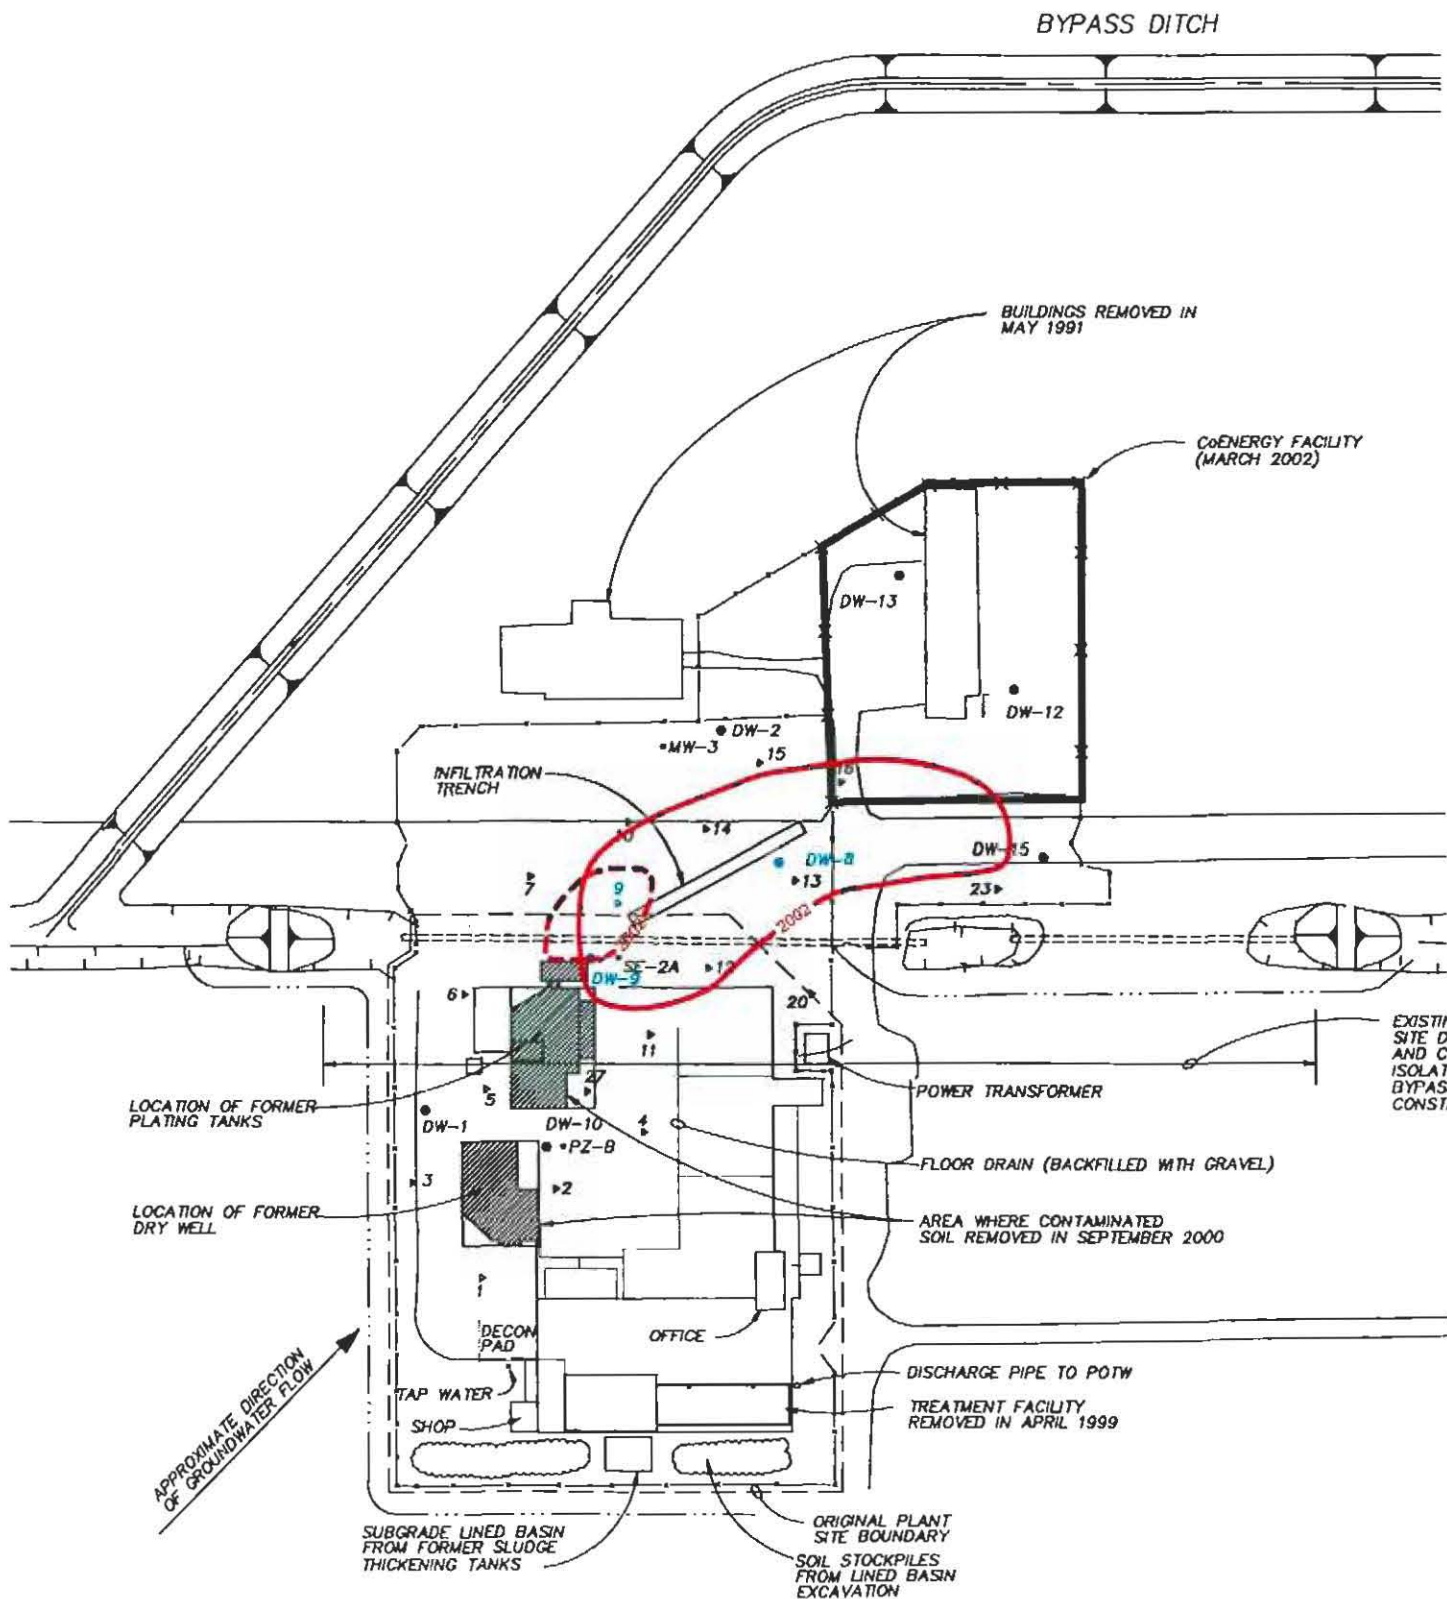 BYPASS DITCH
BUILDINGS REMOVED IN
MAY 1991
CoENERGY FACILITY
(MARCH 2002)
DW-13
DW-12
DW-2
MW-3
15
16
INFILTRATION
TRENCH
14
DW-8
DW-15
7
9
13
23
2002
2002
SE-2A
12
DW-9
6
20
11
EXISTIN
SITE D
AND C
ISOLAT
BYPAS
CONST
POWER TRANSFORMER
LOCATION OF FORMER
PLATING TANKS
5
27
DW-1
DW-10
4
PZ-B
FLOOR DRAIN (BACKFILLED WITH GRAVEL)
3
2
LOCATION OF FORMER
DRY WELL
AREA WHERE CONTAMINATED
SOIL REMOVED IN SEPTEMBER 2000
1
DECON
PAD
OFFICE
APPROXIMATE DIRECTION
OF GROUNDWATER FLOW
TAP WATER
DISCHARGE PIPE TO POTW
SHOP
TREATMENT FACILITY
REMOVED IN APRIL 1999
SUBGRADE LINED BASIN
FROM FORMER SLUDGE
THICKENING TANKS
ORIGINAL PLANT
SITE BOUNDARY
SOIL STOCKPILES
FROM LINED BASIN
EXCAVATION